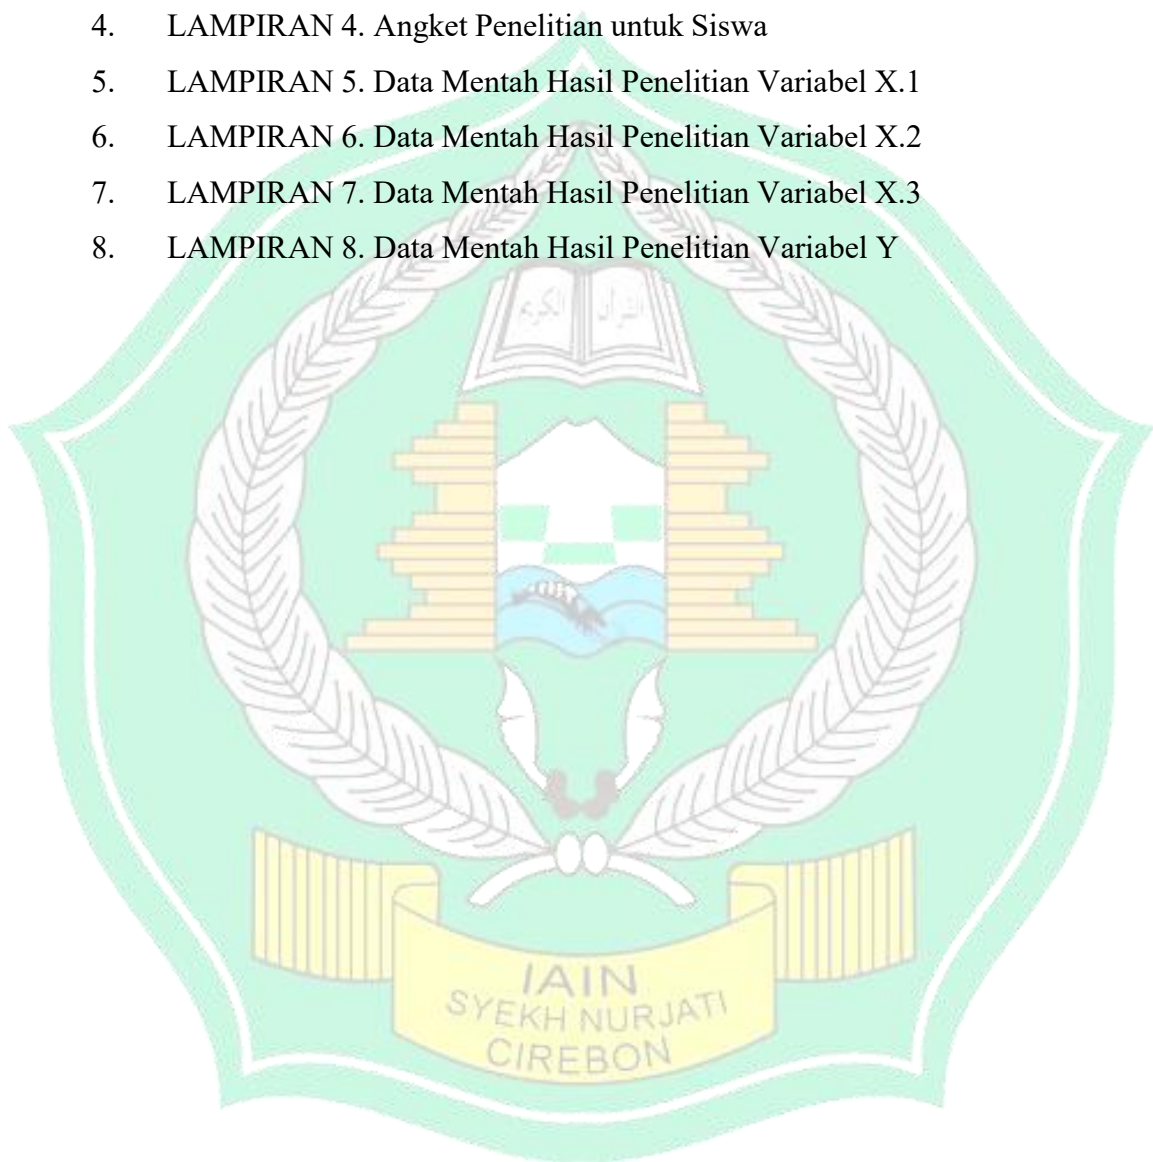 4. LAMPIRAN 4. Angket Penelitian untuk Siswa
5. LAMPIRAN 5. Data Mentah Hasil Penelitian Variabel X.1
6. LAMPIRAN 6. Data Mentah Hasil Penelitian Variabel X.2
7. LAMPIRAN 7. Data Mentah Hasil Penelitian Variabel X.3
8. LAMPIRAN 8. Data Mentah Hasil Penelitian Variabel Y
القرآن الكريم
IAIN
SYEKH NURJATI
CIREBON